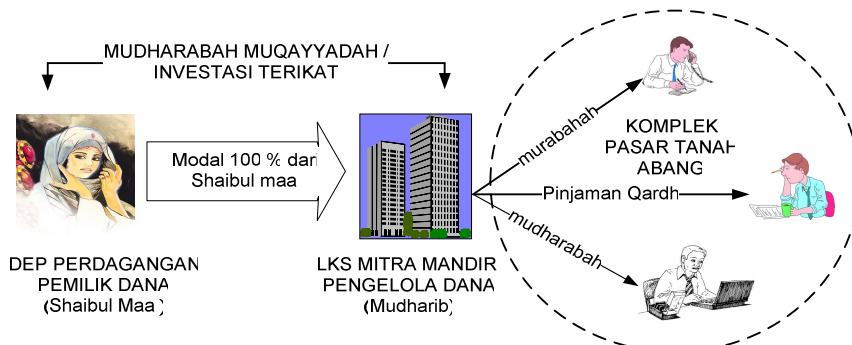 MUDHARABAH MUQAYYADAH /
INVESTASI TERIKAT
Modal 100 % dari
Shaibul maa
murabahah
Pinjaman Qardh
mudharabah
KOMPLEK
PASAR TANAH
ABANG
DEP PERDAGANGAN
PEMILIK DANA
(Shaibul Maa )
LKS MITRA MANDIRI
PENGELOLA DANA
(Mudharib)